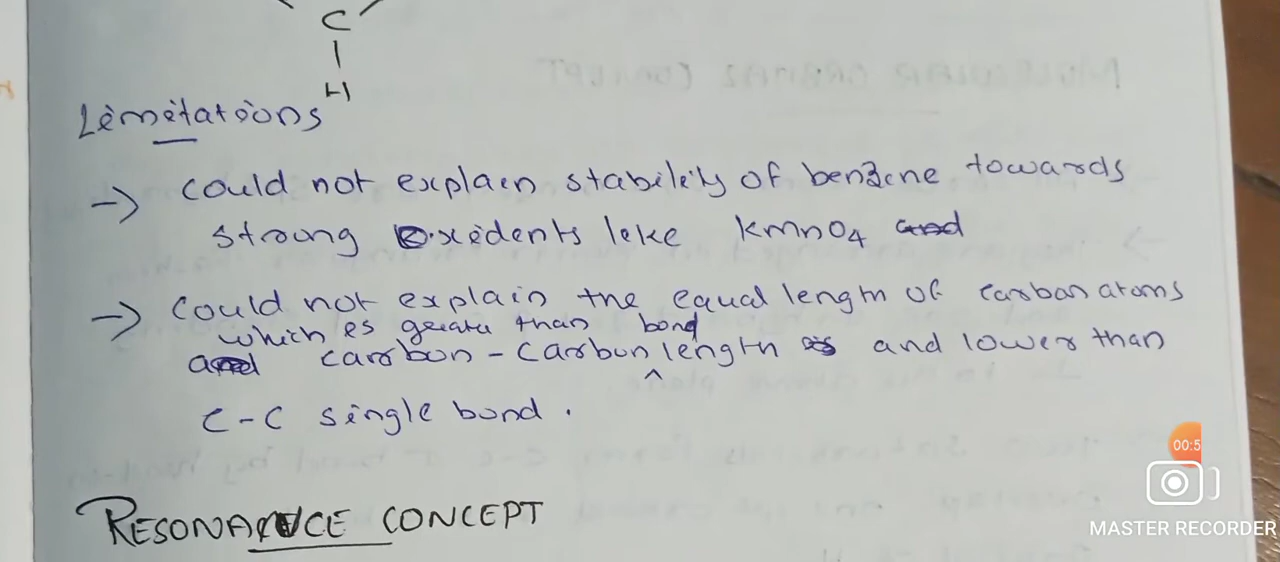 C
H
Limitations
→ could not explain stability of benzene towards
strong oxidents like kmno4
→ could not explain the equal length of carbon atoms
which is greater than bond
carbon - carbon length and lower than
C-C single bond.
RESONANCE CONCEPT
00:5
MASTER RECORDER